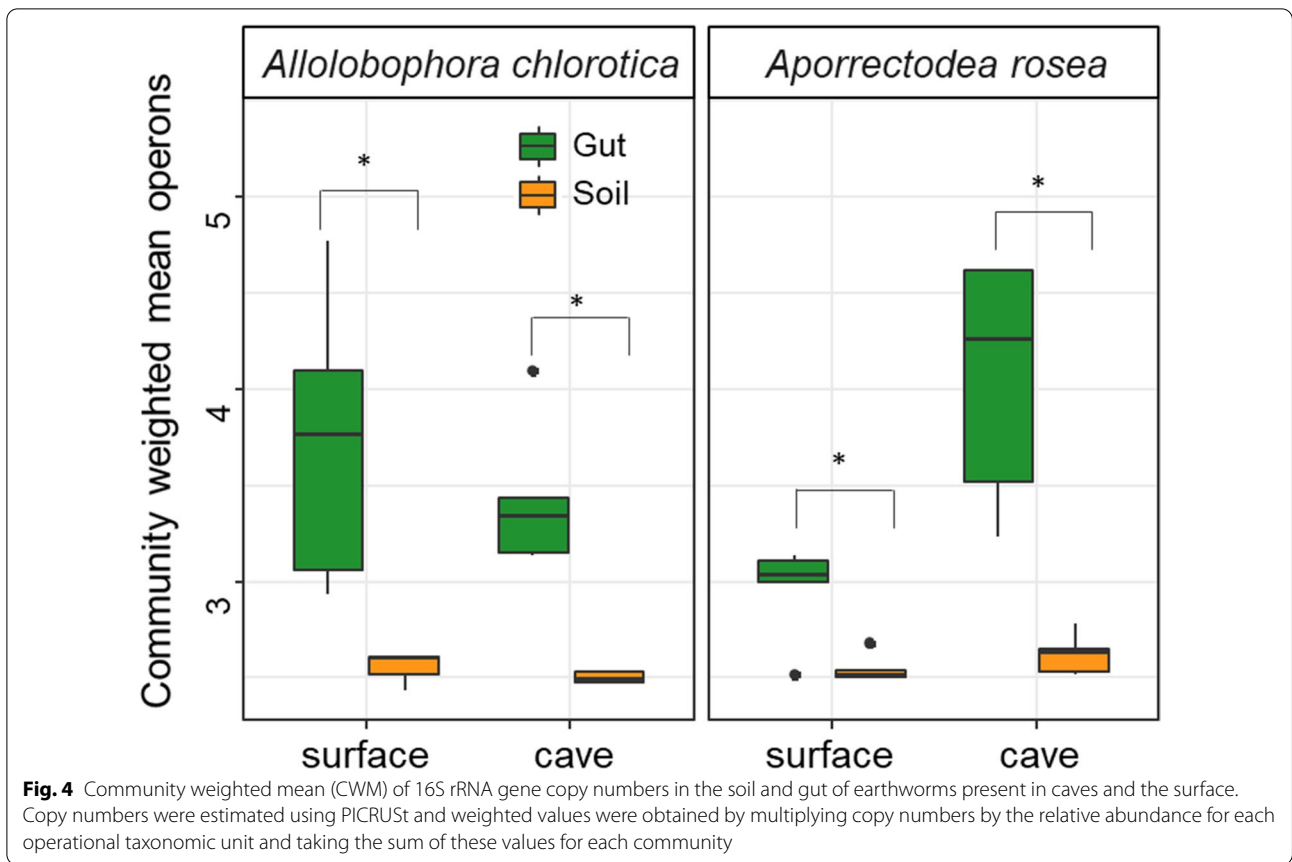 Allolobophora chlorotica
Aporrectodea rosea
Community weighted mean operons
5
4
3
Gut
Soil
*
*
*
*
surface
cave
surface
cave
Fig. 4 Community weighted mean (CWM) of 16S rRNA gene copy numbers in the soil and gut of earthworms present in caves and the surface.
Copy numbers were estimated using PICRUSt and weighted values were obtained by multiplying copy numbers by the relative abundance for each
operational taxonomic unit and taking the sum of these values for each community